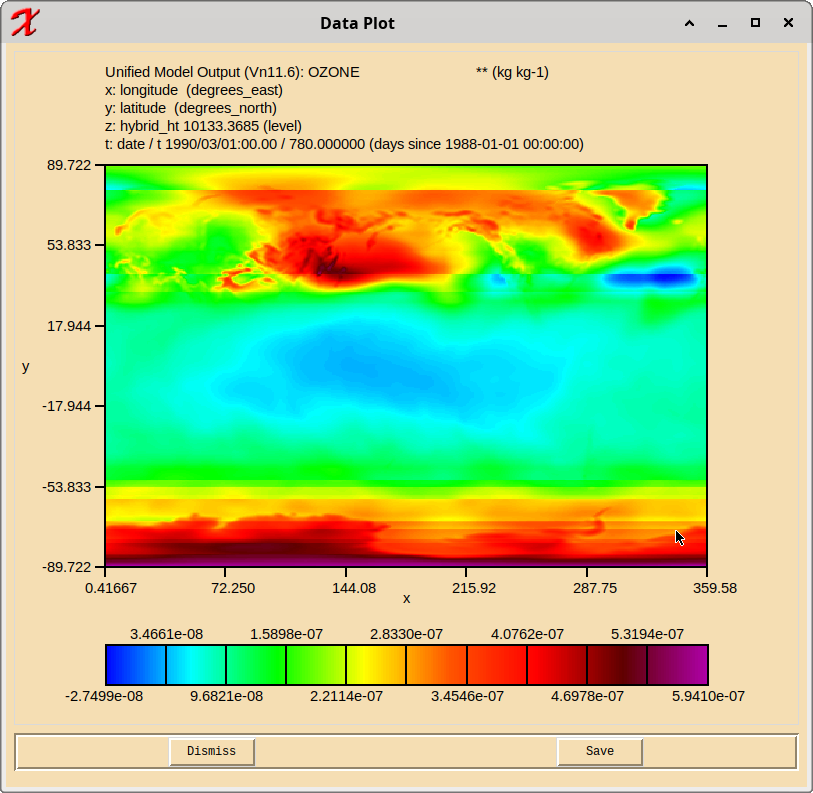 Data Plot
Unified Model Output (Vn11.6): OZONE ** (kg kg-1)
x: longitude (degrees_east)
y: latitude (degrees_north)
z: hybrid_ht 10133.3685 (level)
t: date / t 1990/03/01:00.00 / 780.000000 (days since 1988-01-01 00:00:00)
89.722
53.833
17.944
y
-17.944
-53.833
-89.722
0.41667 72.250 144.08 215.92 287.75 359.58
x
3.4661e-08 1.5898e-07 2.8330e-07 4.0762e-07 5.3194e-07
-2.7499e-08 9.6821e-08 2.2114e-07 3.4546e-07 4.6978e-07 5.9410e-07
Dismiss Save